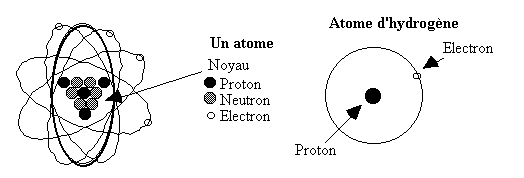 Un atome
Noyau
Proton
Neutron
Electron
Atome d'hydrogène
Electron
Proton